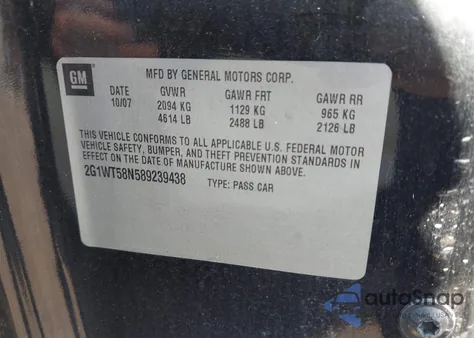 GM
MFD BY GENERAL MOTORS CORP.
DATE GVWR GAWR FRT GAWR RR
10/07 2094 KG 1129 KG 965 KG
4614 LB 2488 LB 2126 LB
THIS VEHICLE CONFORMS TO ALL APPLICABLE U.S. FEDERAL MOTOR
VEHICLE SAFETY, BUMPER, AND THEFT PREVENTION STANDARDS IN
EFFECT ON THE DATE OF MANUFACTURE SHOWN ABOVE.
2G1WT58N589239438 TYPE: PASS CAR
autoSnap